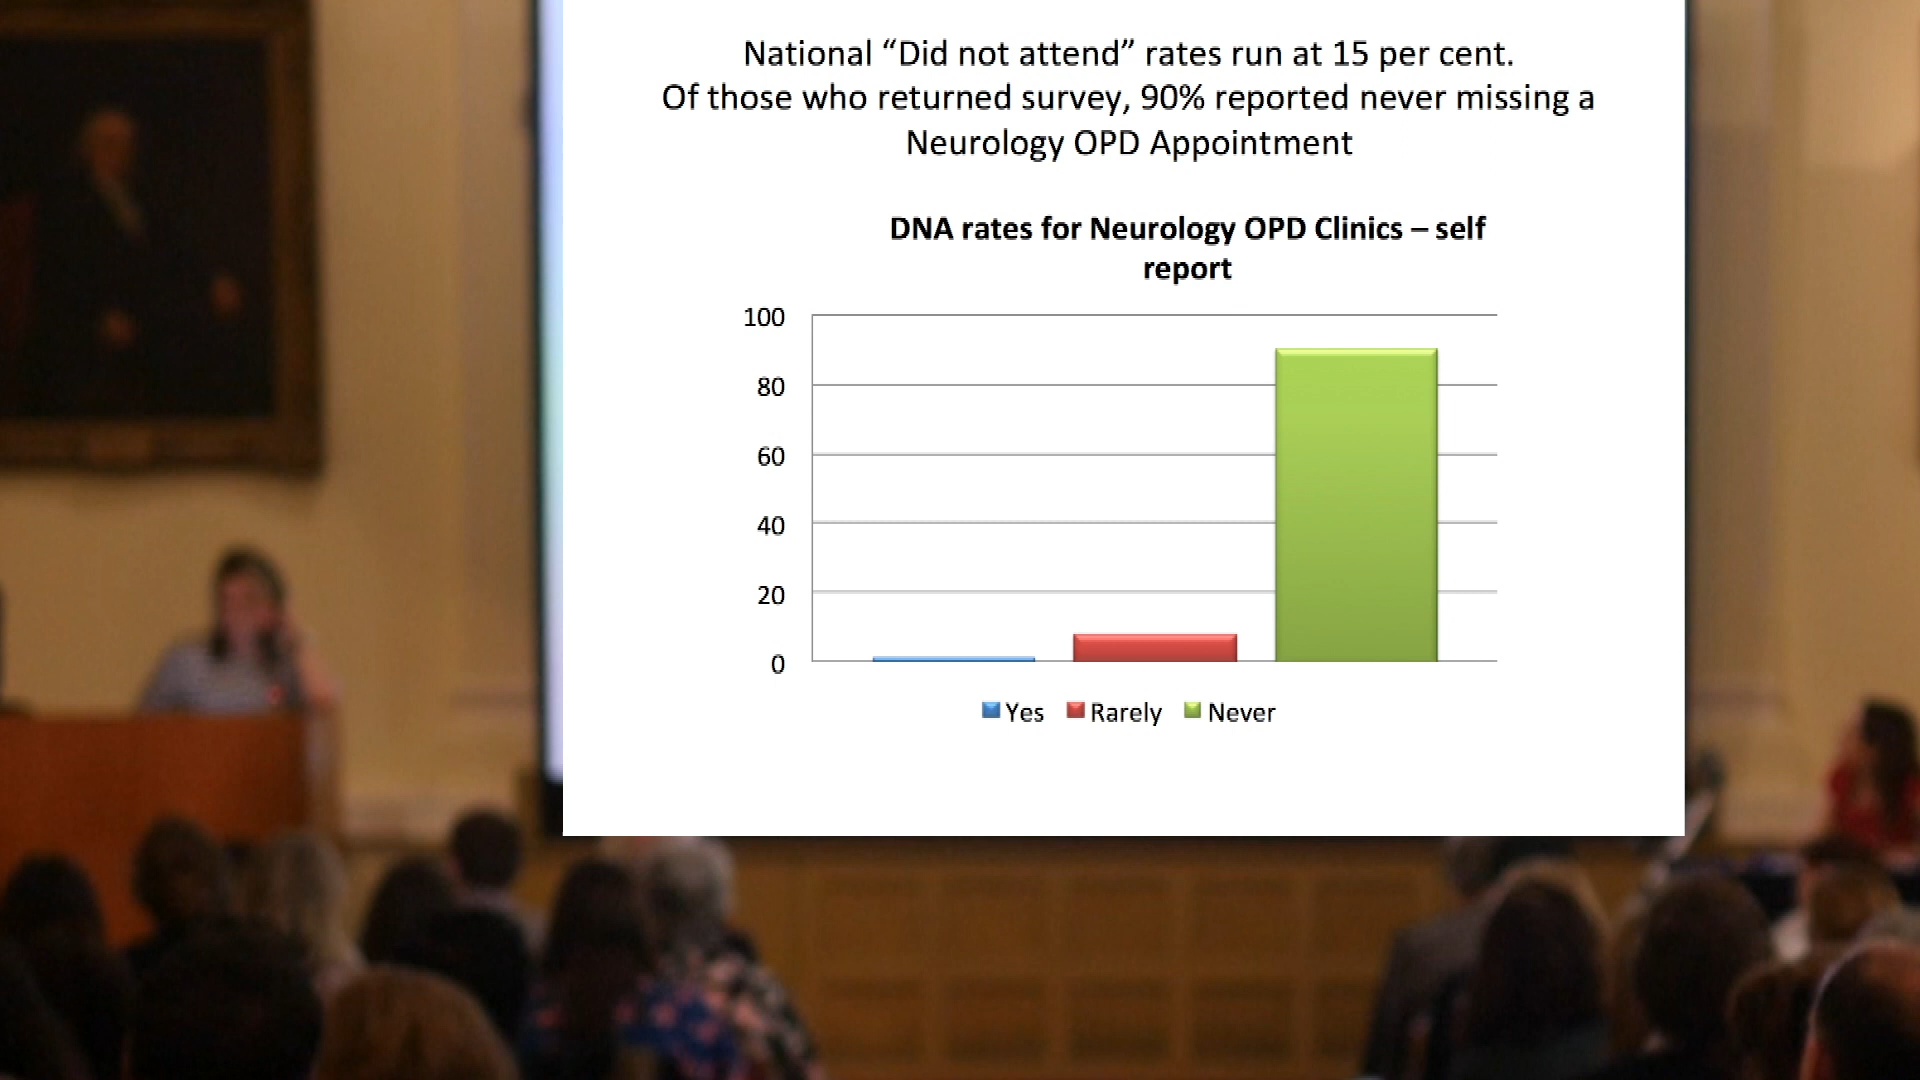 National “Did not attend” rates run at 15 per cent.
Of those who returned survey, 90% reported never missing a
Neurology OPD Appointment
DNA rates for Neurology OPD Clinics – self
report
100
80
60
40
20
0
Yes Rarely Never